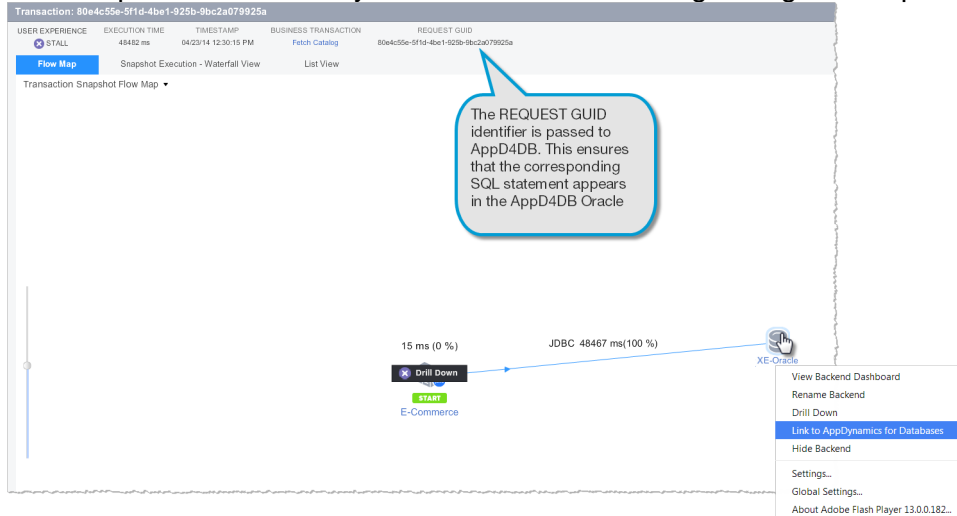 Transaction: 80e4c55e-5f1d-4be1-925b-9bc2a079925a
USER EXPERIENCE EXECUTION TIME TIMESTAMP BUSINESS TRANSACTION REQUEST GUID
STALL 48482 ms 04/23/14 12:30:15 PM Fetch Catalog 80e4c55e-5f1d-4be1-925b-9bc2a079925a
Flow Map Snapshot Execution - Waterfall View List View
Transaction Snapshot Flow Map
The REQUEST GUID
identifier is passed to
AppD4DB. This ensures
that the corresponding
SQL statement appears
in the AppD4DB Oracle
15 ms (0 %)
JDBC 48467 ms(100 %)
XE-Oracle
Drill Down
START
E-Commerce
View Backend Dashboard
Rename Backend
Drill Down
Link to AppDynamics for Databases
Hide Backend
Settings...
Global Settings...
About Adobe Flash Player 13.0.0.182...